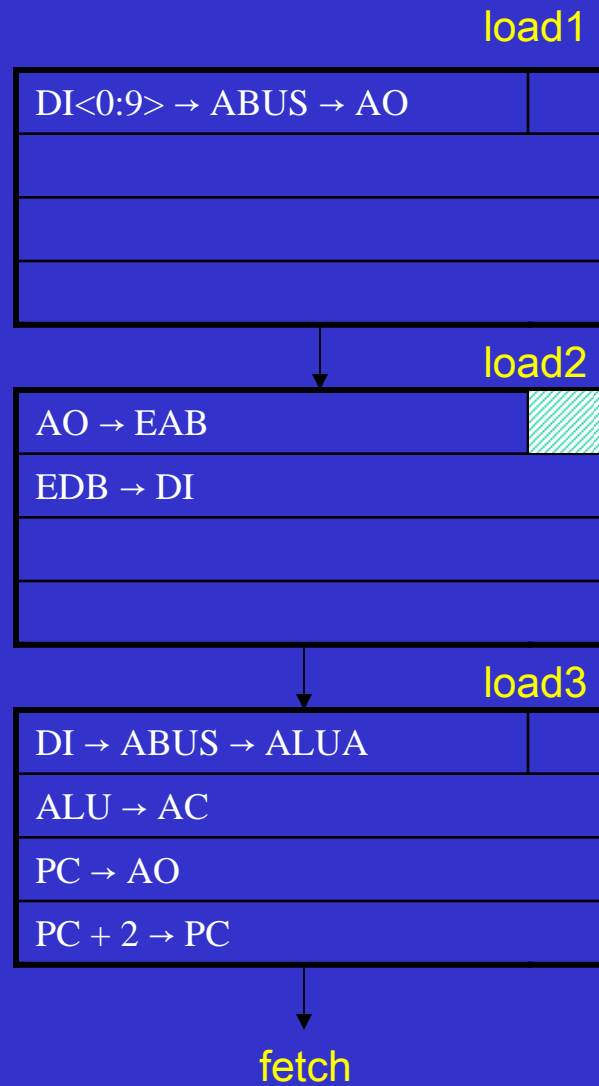 load1
DI<0:9> → ABUS → AO
load2
AO → EAB
EDB → DI
load3
DI → ABUS → ALUA
ALU → AC
PC → AO
PC + 2 → PC
fetch